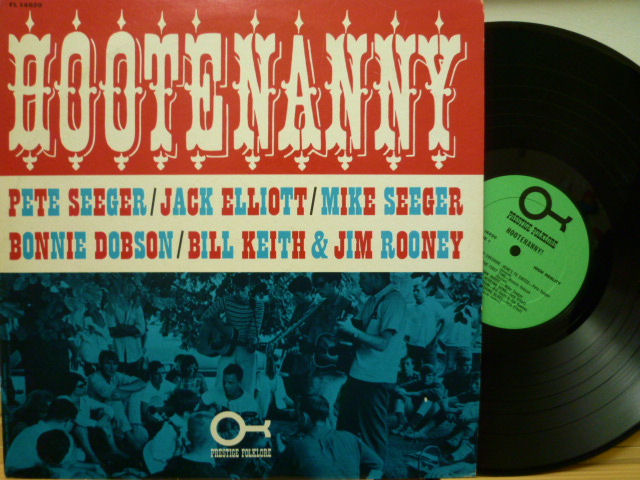 FL 14020
HOOTENANNY
PETE SEEGER/JACK ELLIOTT/MIKE SEEGER
BONNIE DOBSON/BILL KEITH & JIM ROONEY
PRESTIGE FOLKLORE
PRESTIGE FOLKLORE
HOOTENANNY!
HIGH FIDELITY